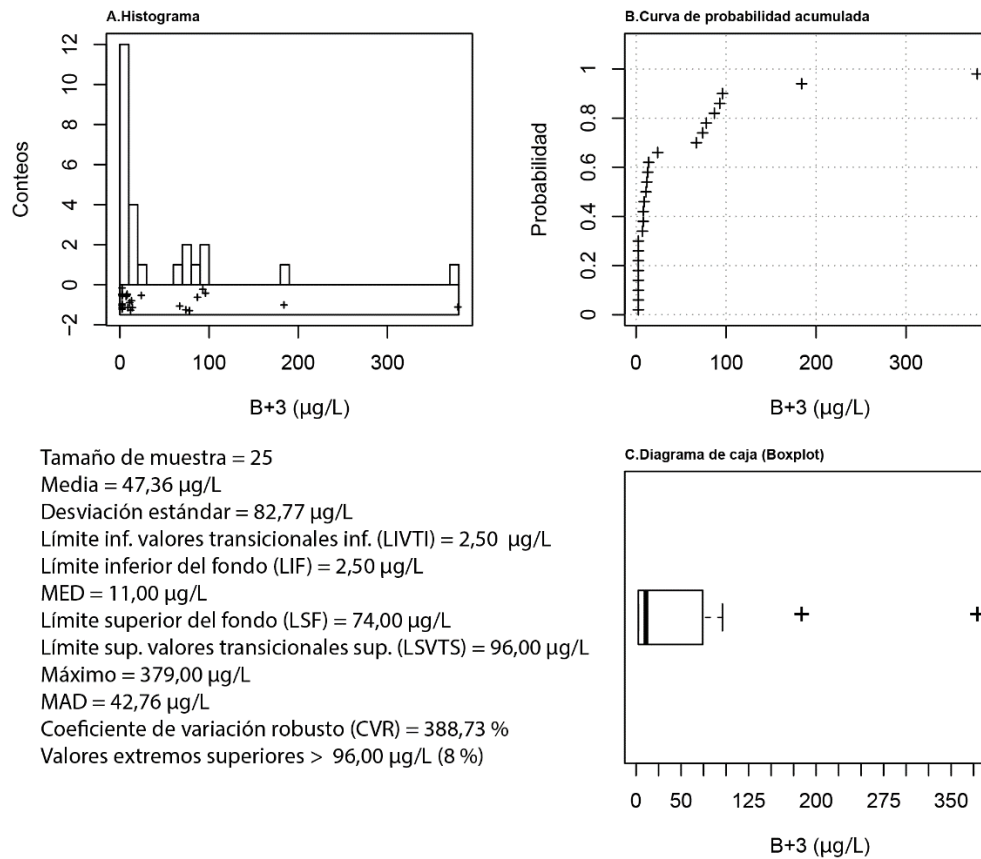 A.Histograma
12
10
8
6
4
2
0
−2
Conteos
0 100 200 300
B+3 (µg/L)
B.Curva de probabilidad acumulada
1
0.8
0.6
0.4
0.2
0
Probabilidad
0 100 200 300
B+3 (µg/L)
Tamaño de muestra = 25
Media = 47,36 µg/L
Desviación estándar = 82,77 µg/L
Límite inf. valores transicionales inf. (LIVTI) = 2,50 µg/L
Límite inferior del fondo (LIF) = 2,50 µg/L
MED = 11,00 µg/L
Límite superior del fondo (LSF) = 74,00 µg/L
Límite sup. valores transicionales sup. (LSVTS) = 96,00 µg/L
Máximo = 379,00 µg/L
MAD = 42,76 µg/L
Coeficiente de variación robusto (CVR) = 388,73 %
Valores extremos superiores > 96,00 µg/L (8 %)
C.Diagrama de caja (Boxplot)
0 50 125 200 275 350
B+3 (µg/L)